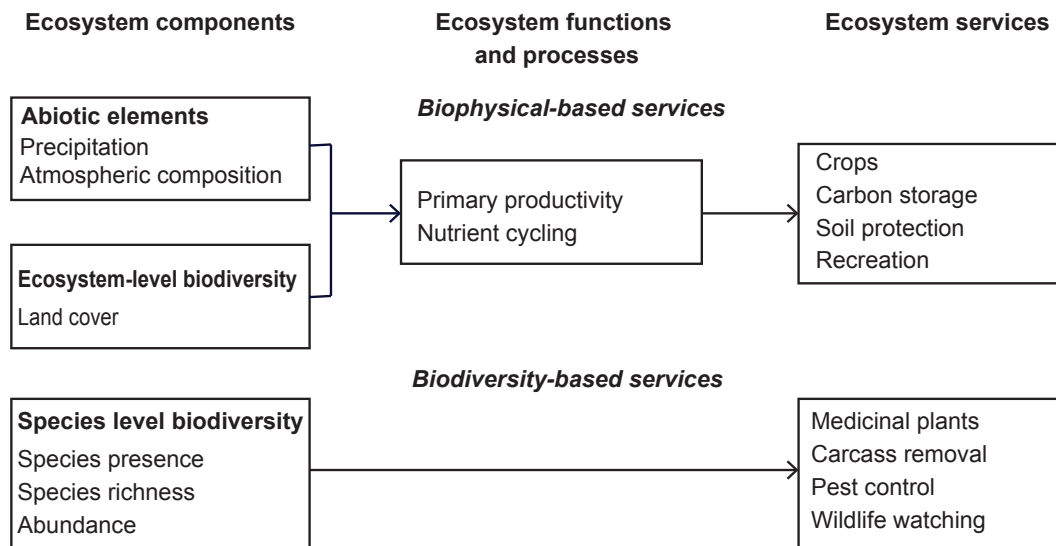 Ecosystem components
Ecosystem functions
and processes
Ecosystem services
Biophysical-based services
Abiotic elements
Precipitation
Atmospheric composition
Ecosystem-level biodiversity
Land cover
Primary productivity
Nutrient cycling
Crops
Carbon storage
Soil protection
Recreation
Biodiversity-based services
Species level biodiversity
Species presence
Species richness
Abundance
Medicinal plants
Carcass removal
Pest control
Wildlife watching